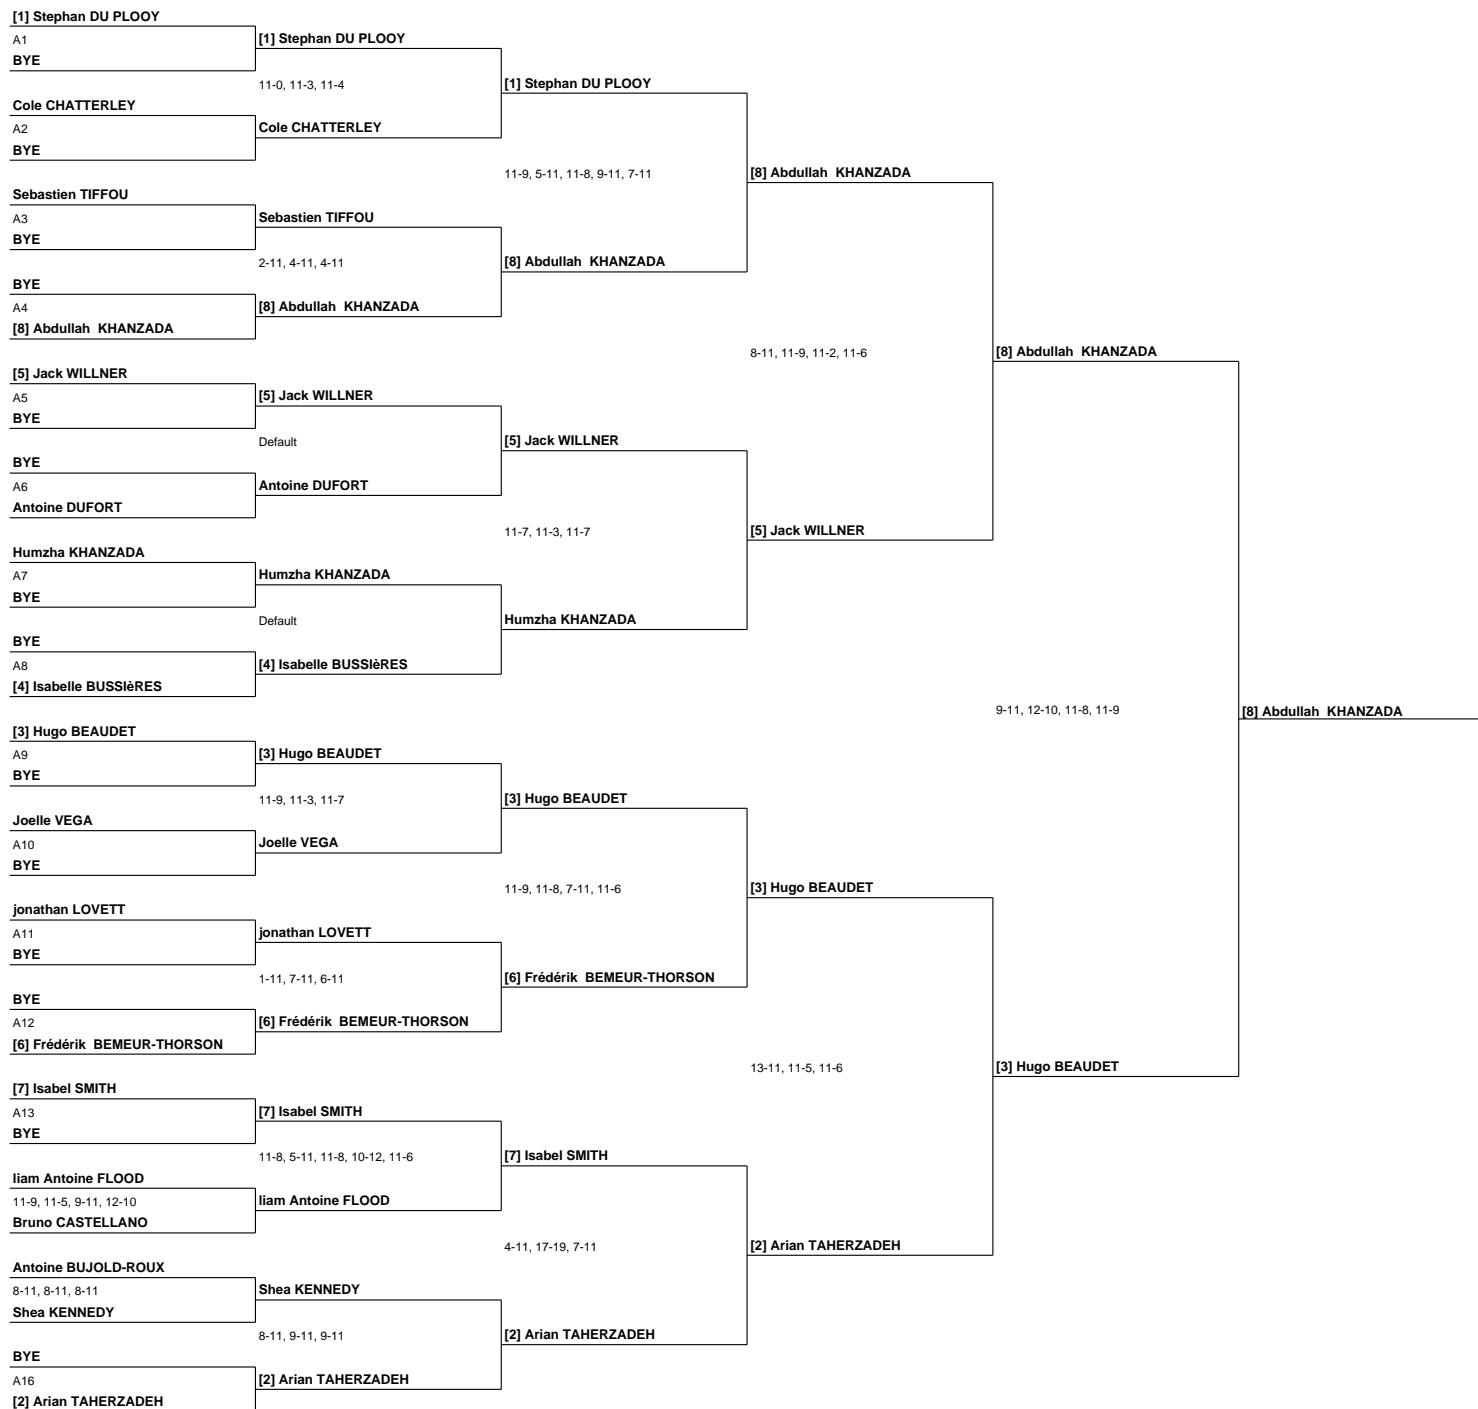 [1] Stephan DU PLOOY
A1
BYE
Cole CHATTERLEY
A2
BYE
Sebastien TIFFOU
A3
BYE
BYE
A4
[8] Abdullah  KHANZADA
[5] Jack WILLNER
A5
BYE
BYE
A6
Antoine DUFORT
Humzha KHANZADA
A7
BYE
BYE
A8
[4] Isabelle BUSSIèRES
[3] Hugo BEAUDET
A9
BYE
Joelle VEGA
A10
BYE
jonathan LOVETT
A11
BYE
BYE
A12
[6] Frédérik  BEMEUR-THORSON
[7] Isabel SMITH
A13
BYE
liam Antoine FLOOD
11-9, 11-5, 9-11, 12-10
Bruno CASTELLANO
Antoine BUJOLD-ROUX
8-11, 8-11, 8-11
Shea KENNEDY
BYE
A16
[2] Arian TAHERZADEH
[1] Stephan DU PLOOY
11-0, 11-3, 11-4
Cole CHATTERLEY
Sebastien TIFFOU
2-11, 4-11, 4-11
[8] Abdullah  KHANZADA
[5] Jack WILLNER
Default
Antoine DUFORT
Humzha KHANZADA
Default
[4] Isabelle BUSSIèRES
[3] Hugo BEAUDET
11-9, 11-3, 11-7
Joelle VEGA
jonathan LOVETT
1-11, 7-11, 6-11
[6] Frédérik  BEMEUR-THORSON
[7] Isabel SMITH
11-8, 5-11, 11-8, 10-12, 11-6
liam Antoine FLOOD
Shea KENNEDY
8-11, 9-11, 9-11
[2] Arian TAHERZADEH
[1] Stephan DU PLOOY
11-9, 5-11, 11-8, 9-11, 7-11
[8] Abdullah  KHANZADA
[5] Jack WILLNER
11-7, 11-3, 11-7
Humzha KHANZADA
[3] Hugo BEAUDET
11-9, 11-8, 7-11, 11-6
[6] Frédérik  BEMEUR-THORSON
[7] Isabel SMITH
4-11, 17-19, 7-11
[2] Arian TAHERZADEH
[8] Abdullah  KHANZADA
8-11, 11-9, 11-2, 11-6
[5] Jack WILLNER
[3] Hugo BEAUDET
13-11, 11-5, 11-6
[2] Arian TAHERZADEH
[8] Abdullah  KHANZADA
9-11, 12-10, 11-8, 11-9
[3] Hugo BEAUDET
[8] Abdullah  KHANZADA